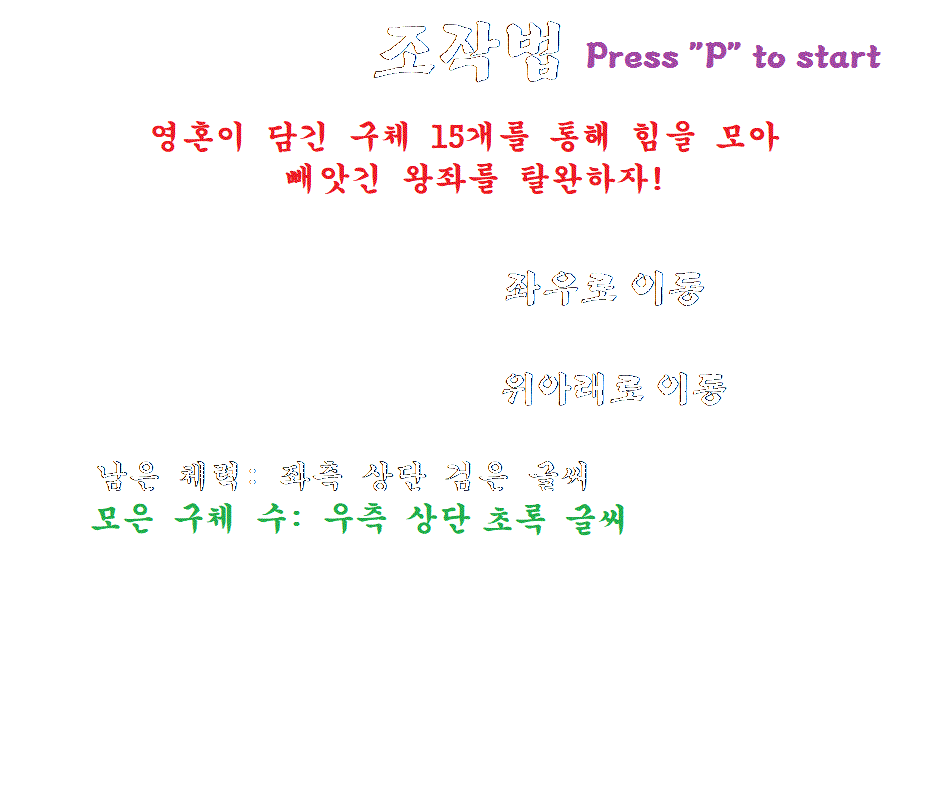 조작법 Press "P" to start
영혼이 담긴 구체 15개를 통해 힘을 모아
빼앗긴 왕좌를 탈완하자!
좌우로 이동
위아래로 이동
남은 체력: 좌측 상단 검은 글씨
모은 구체 수: 우측 상단 초록 글씨